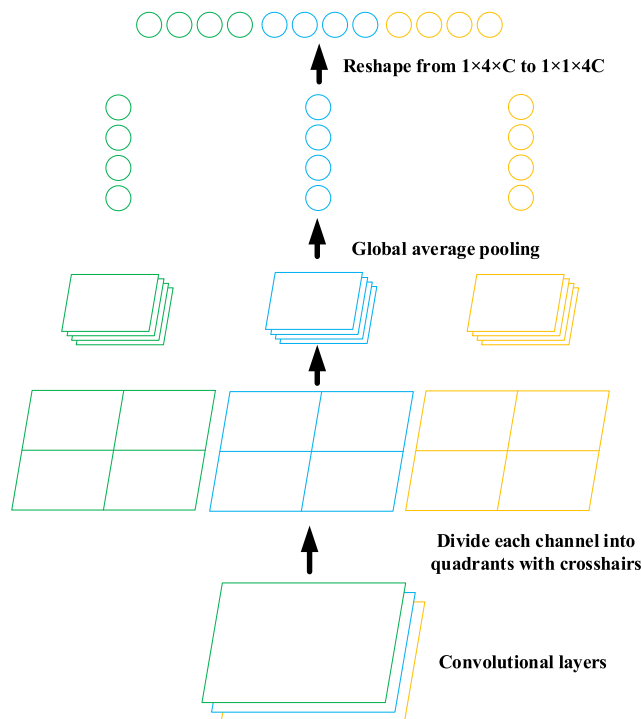 Reshape from 1×4×C to 1×1×4C
Global average pooling
Divide each channel into
quadrants with crosshairs
Convolutional layers